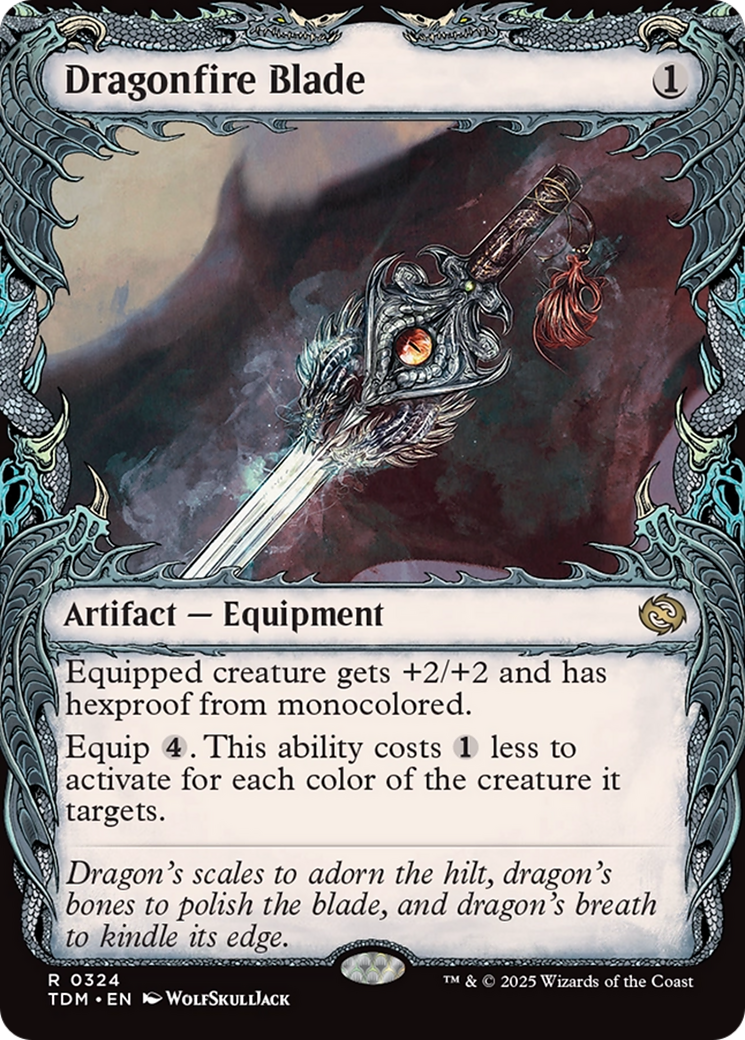 Dragonfire Blade 1
Artifact — Equipment
Equipped creature gets +2/+2 and has
hexproof from monocolored.
Equip 4. This ability costs 1 less to
activate for each color of the creature it
targets.
Dragon's scales to adorn the hilt, dragon's
bones to polish the blade, and dragon's breath
to kindle its edge.
R 0324
TDM • EN WolfSkullJack
™ & © 2025 Wizards of the Coast